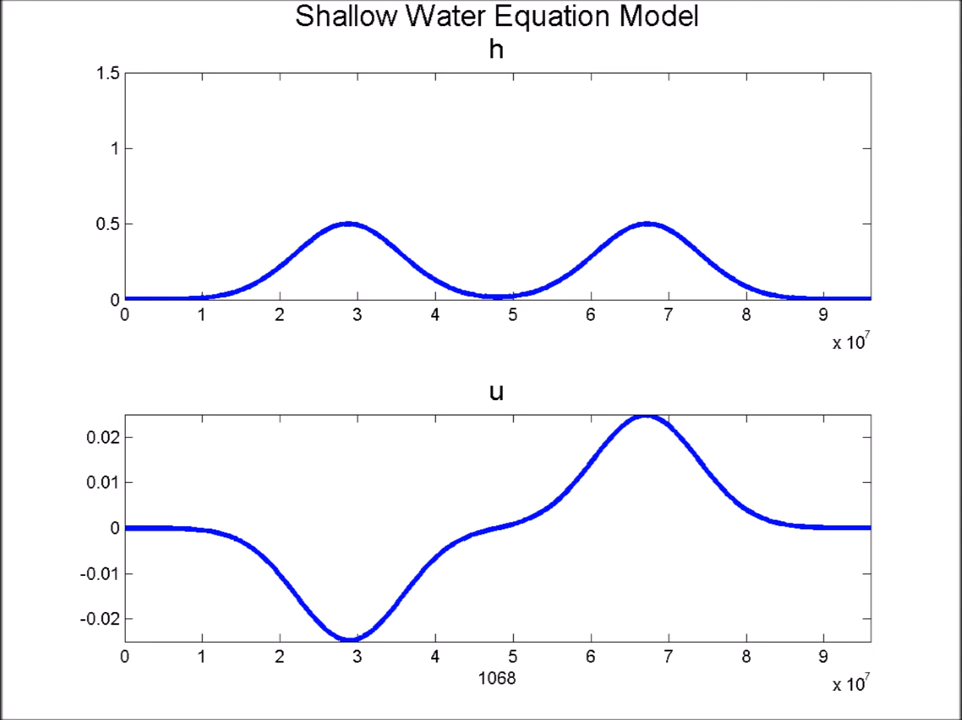 Shallow Water Equation Model
h
1.5
1
0.5
0
0 1 2 3 4 5 6 7 8 9
x 10^7
u
0.02
0.01
0
-0.01
-0.02
0 1 2 3 4 5 6 7 8 9
1068
x 10^7